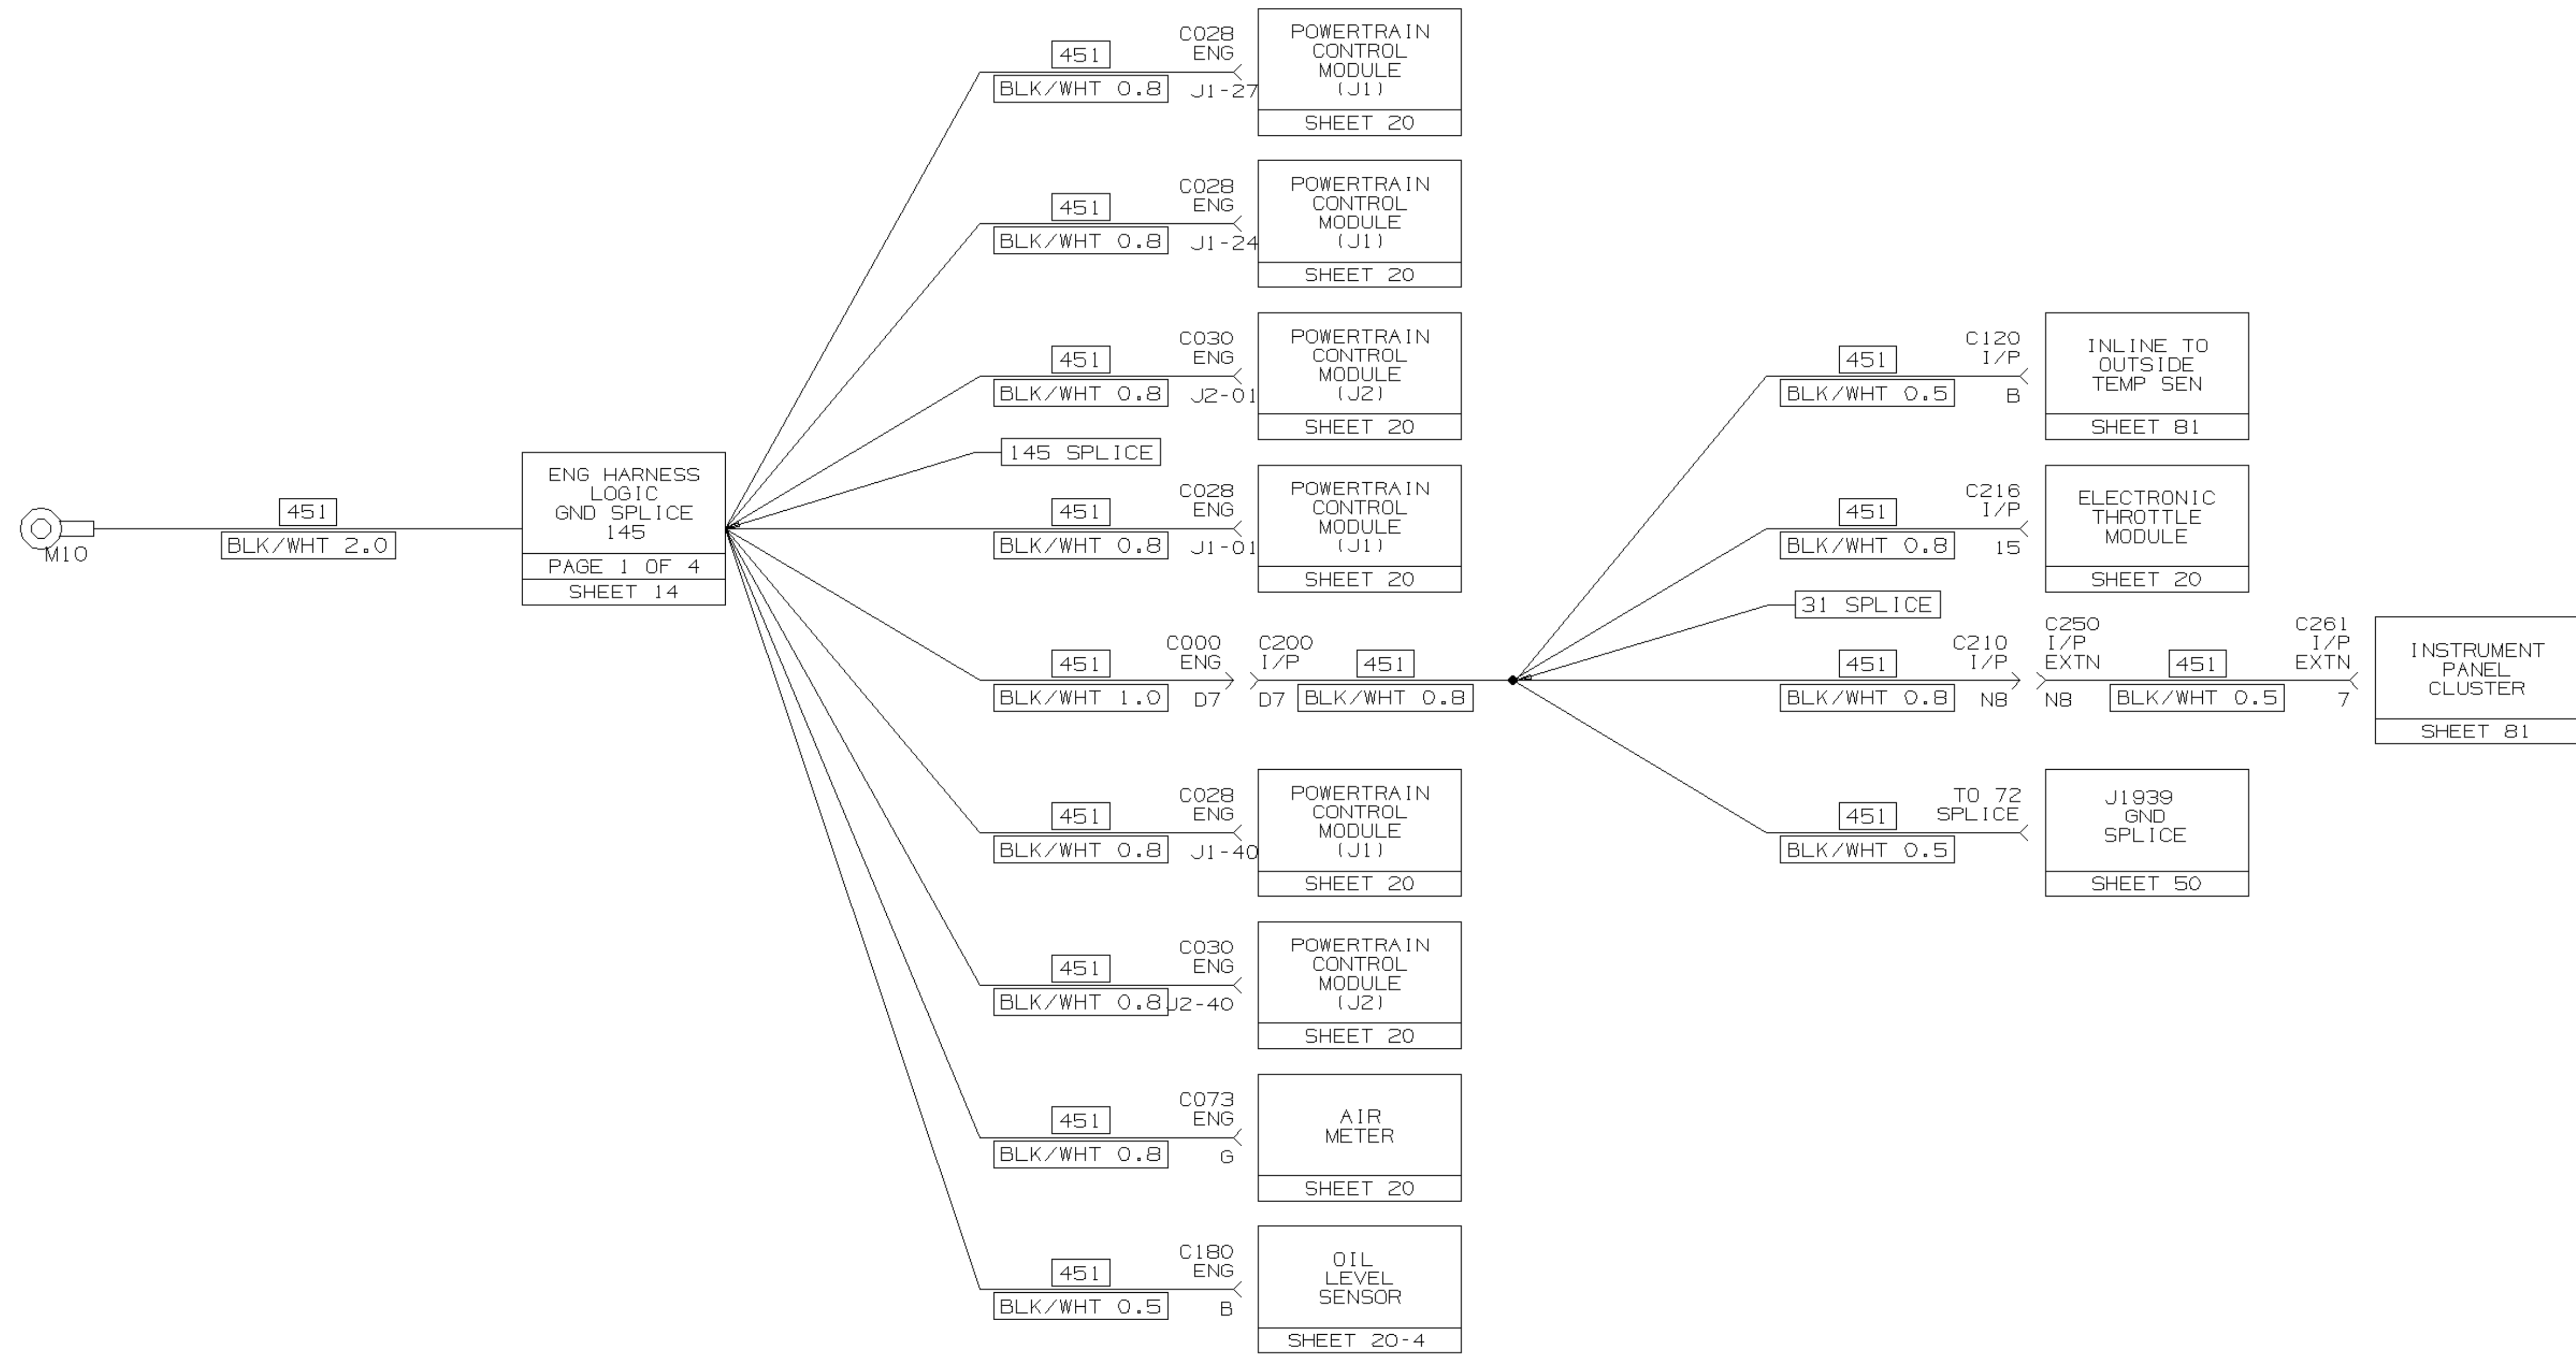 M10
451
BLK/WHT 2.0
ENG HARNESS
LOGIC
GND SPLICE
145
PAGE 1 OF 4
SHEET 14
451
BLK/WHT 0.8
C028
ENG
J1-27
POWERTRAIN
CONTROL
MODULE
(J1)
SHEET 20
451
BLK/WHT 0.8
C028
ENG
J1-24
POWERTRAIN
CONTROL
MODULE
(J1)
SHEET 20
451
BLK/WHT 0.8
C030
ENG
J2-01
POWERTRAIN
CONTROL
MODULE
(J2)
SHEET 20
145 SPLICE
451
BLK/WHT 0.8
C028
ENG
J1-01
POWERTRAIN
CONTROL
MODULE
(J1)
SHEET 20
451
BLK/WHT 1.0
C000
ENG
D7
C200
I/P
D7
451
BLK/WHT 0.8
451
BLK/WHT 0.8
C028
ENG
J1-40
POWERTRAIN
CONTROL
MODULE
(J1)
SHEET 20
451
BLK/WHT 0.8
C030
ENG
J2-40
POWERTRAIN
CONTROL
MODULE
(J2)
SHEET 20
451
BLK/WHT 0.8
C073
ENG
G
AIR
METER
SHEET 20
451
BLK/WHT 0.5
C180
ENG
B
OIL
LEVEL
SENSOR
SHEET 20-4
451
BLK/WHT 0.5
C120
I/P
B
INLINE TO
OUTSIDE
TEMP SEN
SHEET 81
451
BLK/WHT 0.8
C216
I/P
15
ELECTRONIC
THROTTLE
MODULE
SHEET 20
31 SPLICE
451
BLK/WHT 0.8
C210
I/P
N8
C250
I/P
EXTN
N8
451
BLK/WHT 0.5
C261
I/P
EXTN
7
INSTRUMENT
PANEL
CLUSTER
SHEET 81
451
BLK/WHT 0.5
TO 72
SPLICE
J1939
GND
SPLICE
SHEET 50